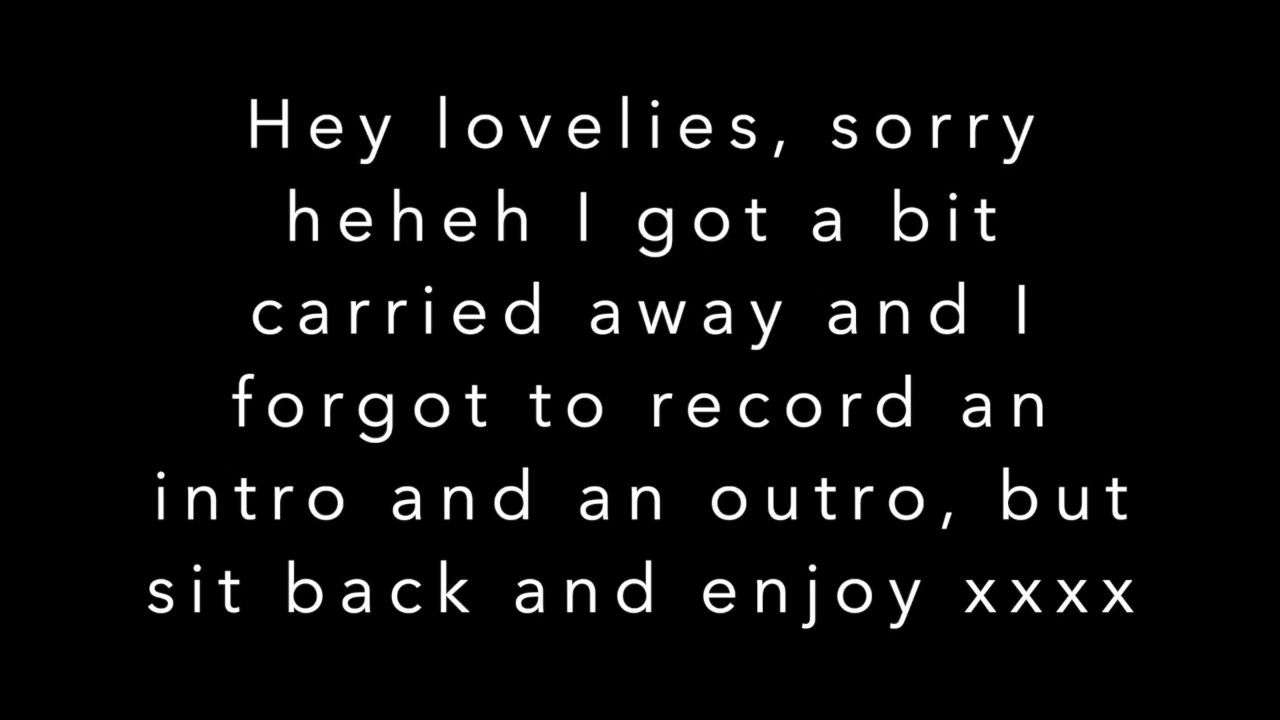 Hey lovelies, sorry
heheh I got a bit
carried away and I
forgot to record an
intro and an outro, but
sit back and enjoy xxxx